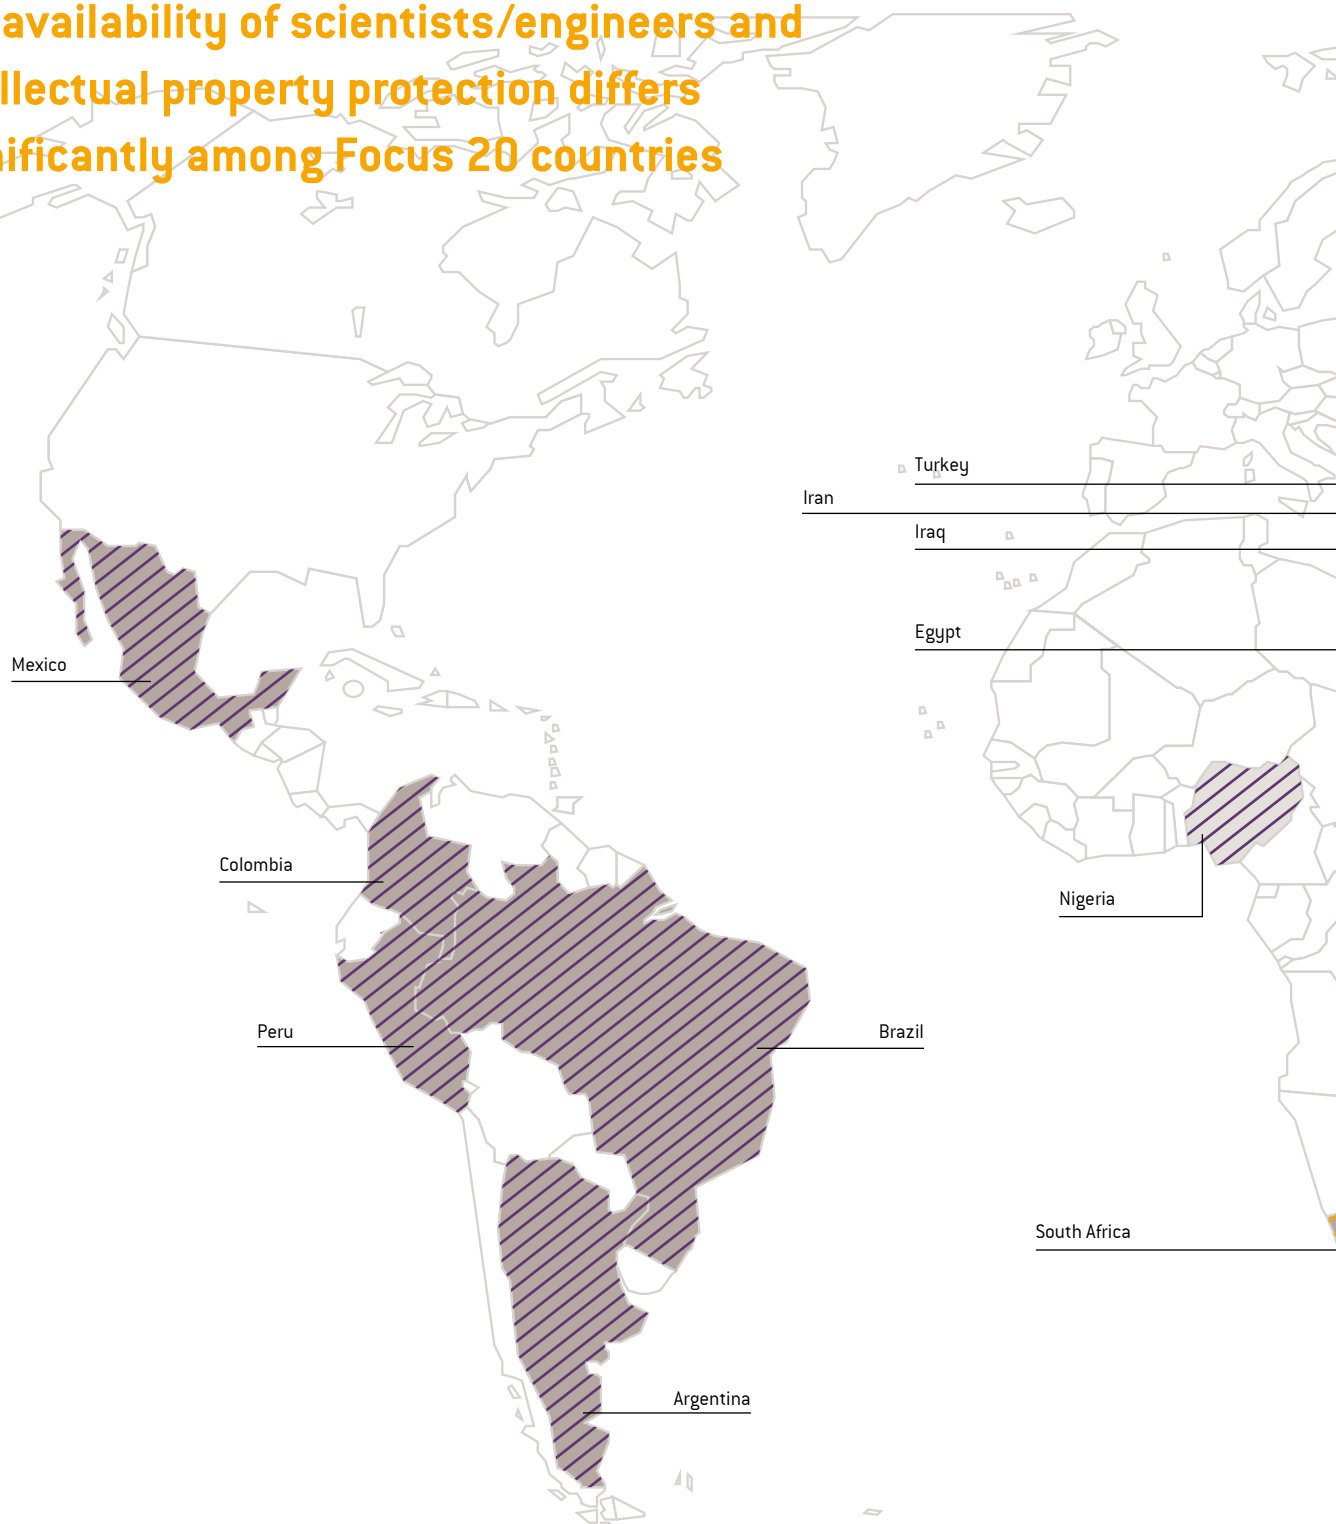 availability of scientists/engineers and
llectual property protection differs
ificantly among Focus 20 countries
Turkey
Iran
Iraq
Egypt
Mexico
Colombia
Nigeria
Peru
Brazil
South Africa
Argentina